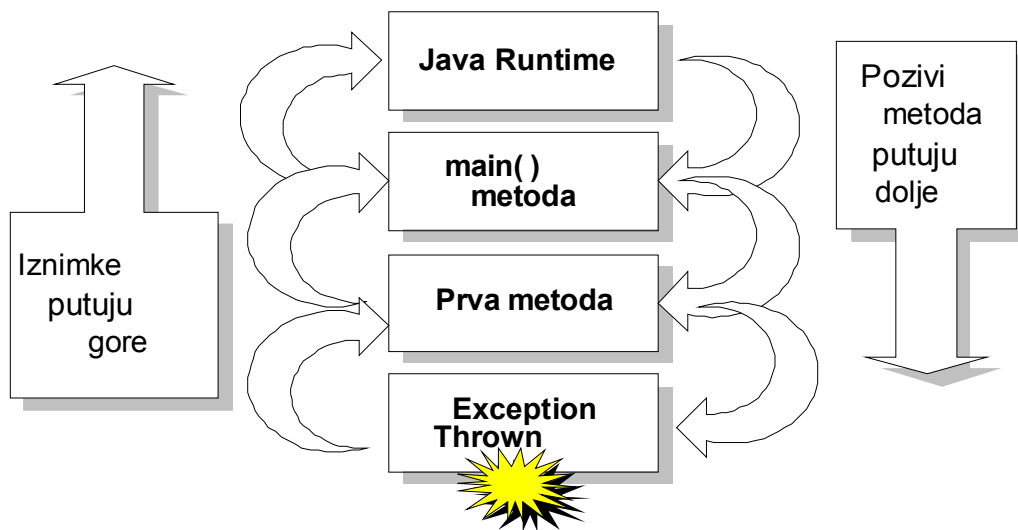 Java Runtime
main( )
metoda
Prva metoda
Exception
Thrown
Iznimke
putuju
gore
Pozivi
metoda
putuju
dolje